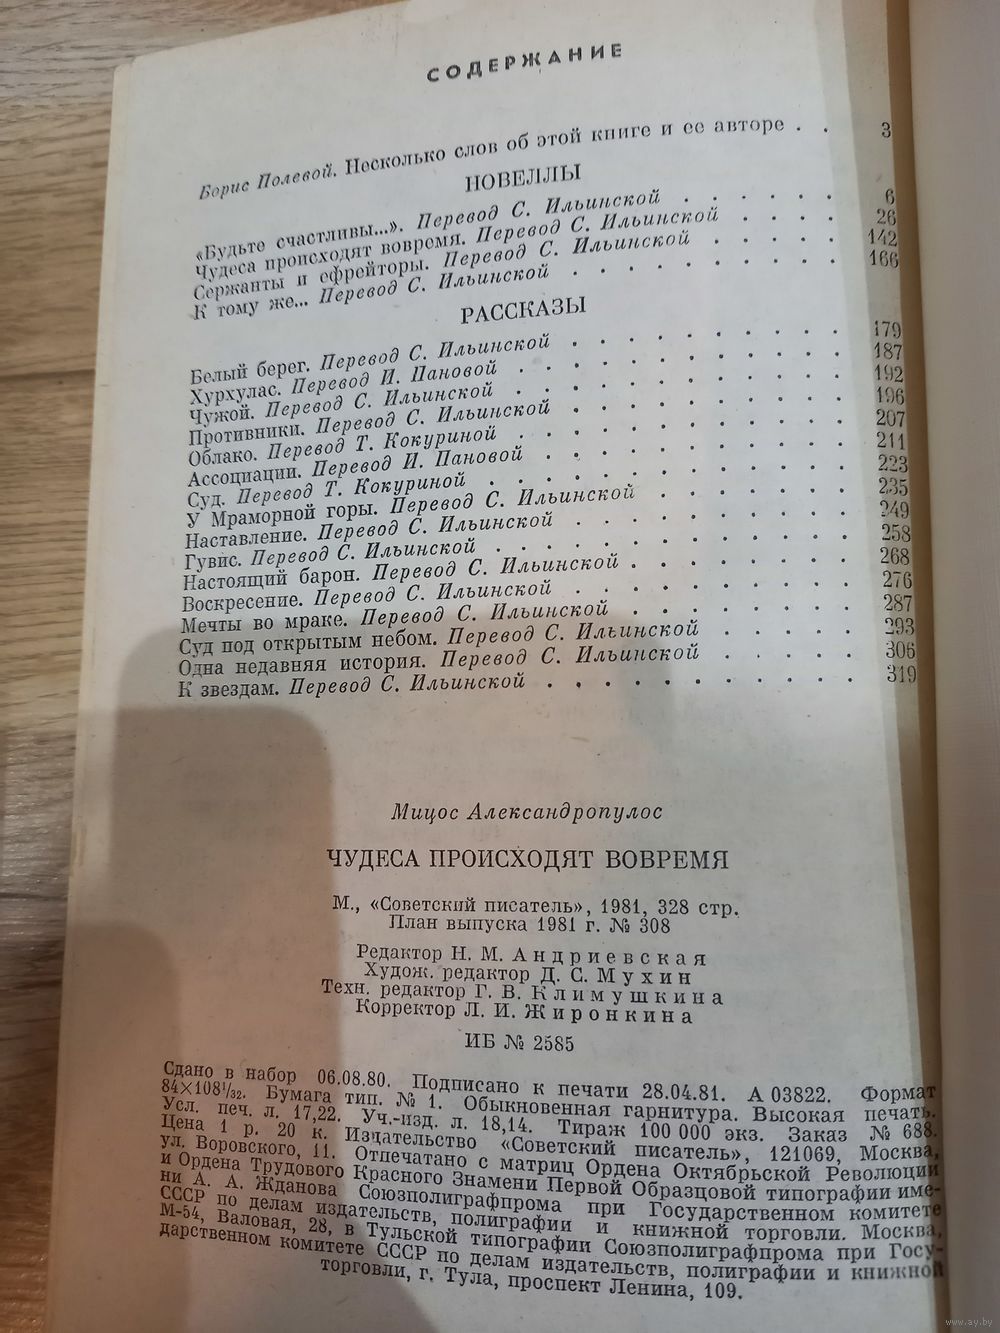 СОДЕРЖАНИЕ
Борис Полевой. Несколько слов об этой книге и ее авторе . . 3
НОВЕЛЛЫ
«Будьте счастливы...». Перевод С. Ильинской . . . . . . 6
Чудеса происходят вовремя. Перевод С. Ильинской . . . . 26
Сержанты и ефрейторы. Перевод С. Ильинской . . . . . 142
К тому же... Перевод С. Ильинской . . . . . . . . . . 166
РАССКАЗЫ
Белый берег. Перевод С. Ильинской . . . . . . . . . . 179
Хурхулас. Перевод И. Пановой . . . . . . . . . . . . 187
Чужой. Перевод С. Ильинской . . . . . . . . . . . . 192
Противники. Перевод С. Ильинской . . . . . . . . . . 196
Облако. Перевод Т. Кокуриной . . . . . . . . . . . . 207
Ассоциации. Перевод И. Пановой . . . . . . . . . . . 211
Суд. Перевод Т. Кокуриной . . . . . . . . . . . . . 223
У Мраморной горы. Перевод С. Ильинской . . . . . . . 235
Наставление. Перевод С. Ильинской . . . . . . . . . . 249
Гувис. Перевод С. Ильинской . . . . . . . . . . . . . 258
Настоящий барон. Перевод С. Ильинской . . . . . . . . 268
Воскресение. Перевод С. Ильинской . . . . . . . . . . 276
Мечты во мраке. Перевод С. Ильинской . . . . . . . . 287
Суд под открытым небом. Перевод С. Ильинской . . . . . 293
Одна недавняя история. Перевод С. Ильинской . . . . . 306
К звездам. Перевод С. Ильинской . . . . . . . . . . . 319
Мицос Александропулос
ЧУДЕСА ПРОИСХОДЯТ ВОВРЕМЯ
М., «Советский писатель», 1981, 328 стр.
План выпуска 1981 г. № 308
Редактор Н. М. Андриевская
Худож. редактор Д. С. Мухин
Техн. редактор Г. В. Климушкина
Корректор Л. И. Жиронкина
ИБ № 2585
Сдано в набор 06.08.80. Подписано к печати 28.04.81. А 03822. Формат
84×108¹/₃₂. Бумага тип. № 1. Обыкновенная гарнитура. Высокая печать.
Усл. печ. л. 17,22. Уч.-изд. л. 18,14. Тираж 100 000 экз. Заказ № 688.
Цена 1 р. 20 к. Издательство «Советский писатель», 121069, Москва,
ул. Воровского, 11. Отпечатано с матриц Ордена Октябрьской Революции
и Ордена Трудового Красного Знамени Первой Образцовой типографии име-
ни А. А. Жданова Союзполиграфпрома при Государственном комитете
СССР по делам издательств, полиграфии и книжной торговли. Москва,
М-54, Валовая, 28, в Тульской типографии Союзполиграфпрома при Госу-
дарственном комитете СССР по делам издательств, полиграфии и книжной
торговли, г. Тула, проспект Ленина, 109.
www.ay.by